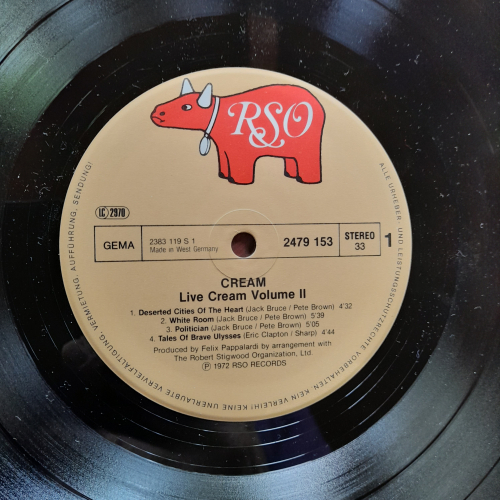 RSO
LC 2970
GEMA
2383 119 S 1
Made in West Germany
2479 153
STEREO
33
1
CREAM
Live Cream Volume II
1. Deserted Cities Of The Heart (Jack Bruce / Pete Brown) 4'32
2. White Room (Jack Bruce / Pete Brown) 5'39
3. Politician (Jack Bruce / Pete Brown) 5'05
4. Tales Of Brave Ulysses (Eric Clapton / Sharp) 4'44
Produced by Felix Pappalardi by arrangement with
The Robert Stigwood Organization, Ltd.
℗ 1972 RSO RECORDS
ALLE URHEBER- UND LEISTUNGSSCHUTZRECHTE VORBEHALTEN. KEIN VERLEIH! KEINE UNERLAUBTE VERVIELFÄLTIGUNG, VERMIETUNG, AUFFÜHRUNG, SENDUNG!